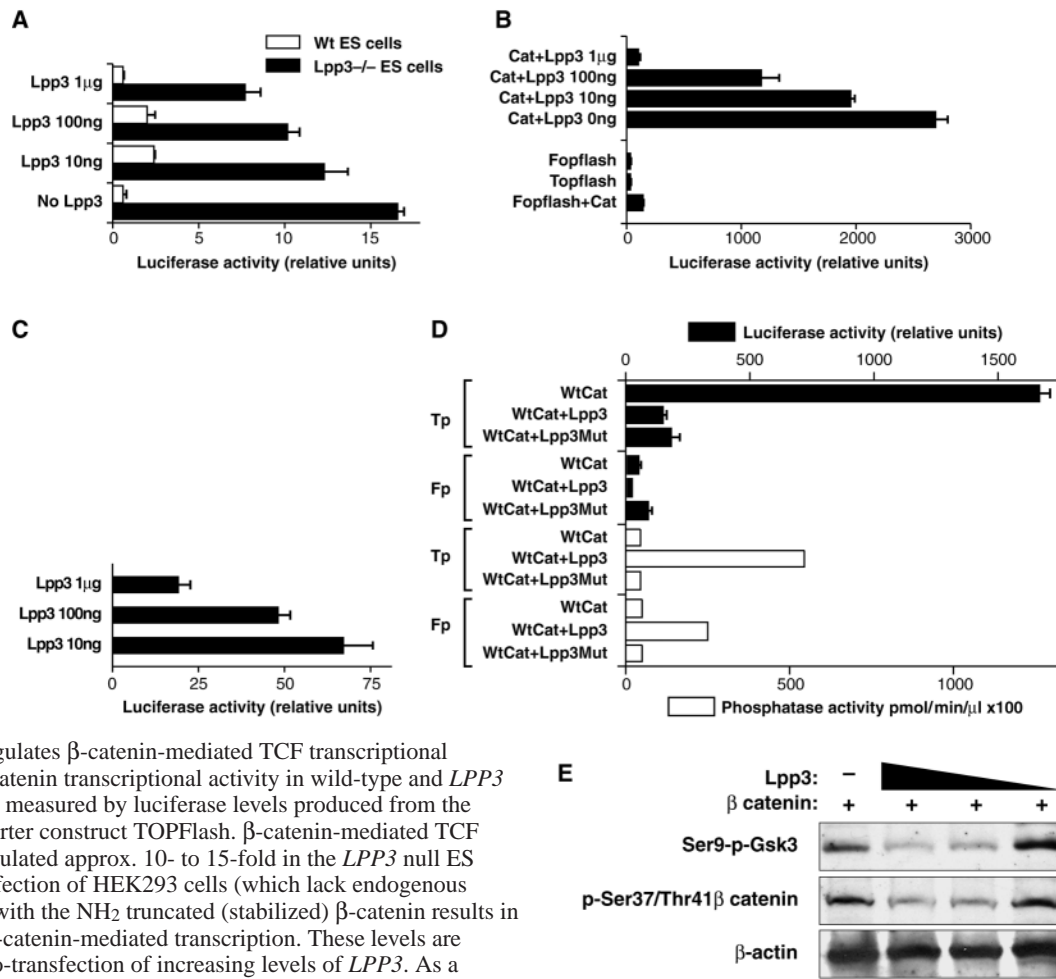 A
Wt ES cells
Lpp3–/– ES cells
Lpp3 1μg
Lpp3 100ng
Lpp3 10ng
No Lpp3
0 5 10 15
Luciferase activity (relative units)
B
Cat+Lpp3 1μg
Cat+Lpp3 100ng
Cat+Lpp3 10ng
Cat+Lpp3 0ng
Fopflash
Topflash
Fopflash+Cat
0 1000 2000 3000
Luciferase activity (relative units)
C
Lpp3 1μg
Lpp3 100ng
Lpp3 10ng
0 25 50 75
Luciferase activity (relative units)
D
Luciferase activity (relative units)
0 500 1000 1500
Tp
WtCat
WtCat+Lpp3
WtCat+Lpp3Mut
Fp
WtCat
WtCat+Lpp3
WtCat+Lpp3Mut
Tp
WtCat
WtCat+Lpp3
WtCat+Lpp3Mut
Fp
WtCat
WtCat+Lpp3
WtCat+Lpp3Mut
0 500 1000
Phosphatase activity pmol/min/μl x100
gulates β-catenin-mediated TCF transcriptional
catenin transcriptional activity in wild-type and LPP3
measured by luciferase levels produced from the
rter construct TOPFlash. β-catenin-mediated TCF
ulated approx. 10- to 15-fold in the LPP3 null ES
fection of HEK293 cells (which lack endogenous
with the NH2 truncated (stabilized) β-catenin results in
-catenin-mediated transcription. These levels are
o-transfection of increasing levels of LPP3. As a
E
Lpp3: –
β catenin: + + + +
Ser9-p-Gsk3
p-Ser37/Thr41β catenin
β-actin